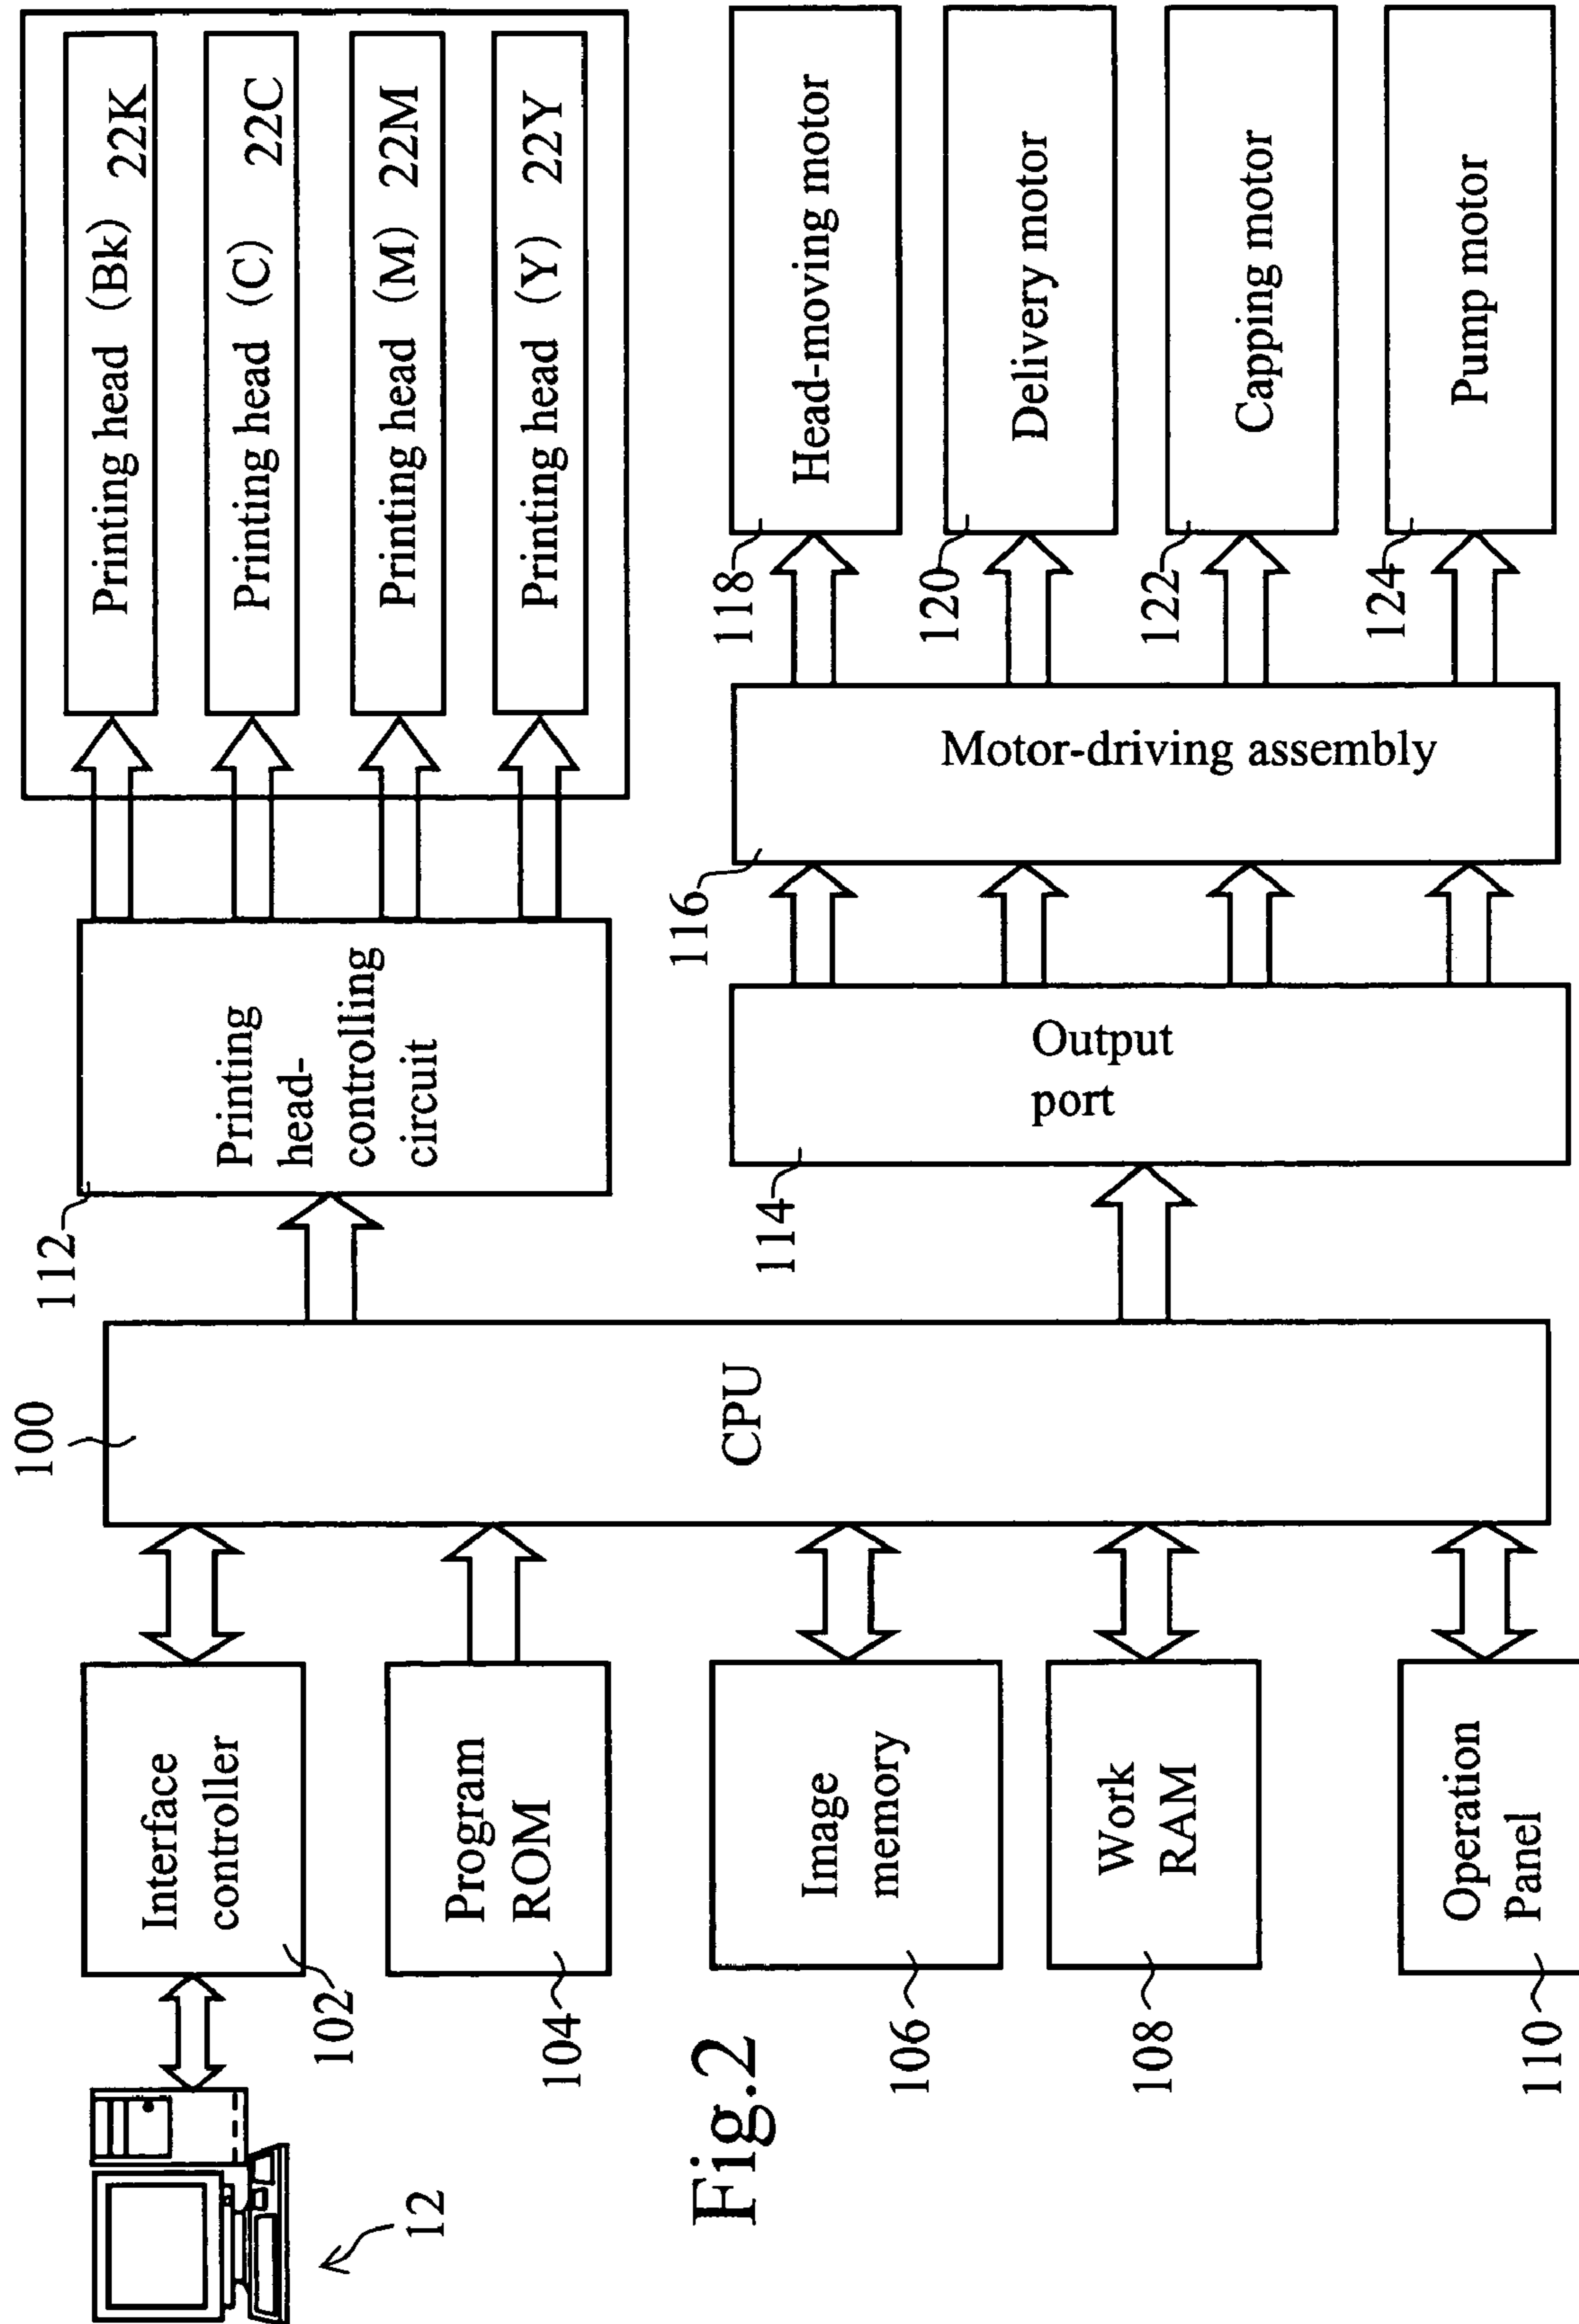 Printing head (Bk) 22K
Printing head (C) 22C
Printing head (M) 22M
Printing head (Y) 22Y
112
Printing
head-
controlling
circuit
100
CPU
Interface
controller
102
Program
ROM
104
Image
memory
106
Work
RAM
108
Operation
Panel
110
12
114
Output
port
116
Motor-driving assembly
118
Head-moving motor
120
Delivery motor
122
Capping motor
124
Pump motor
Fig.2